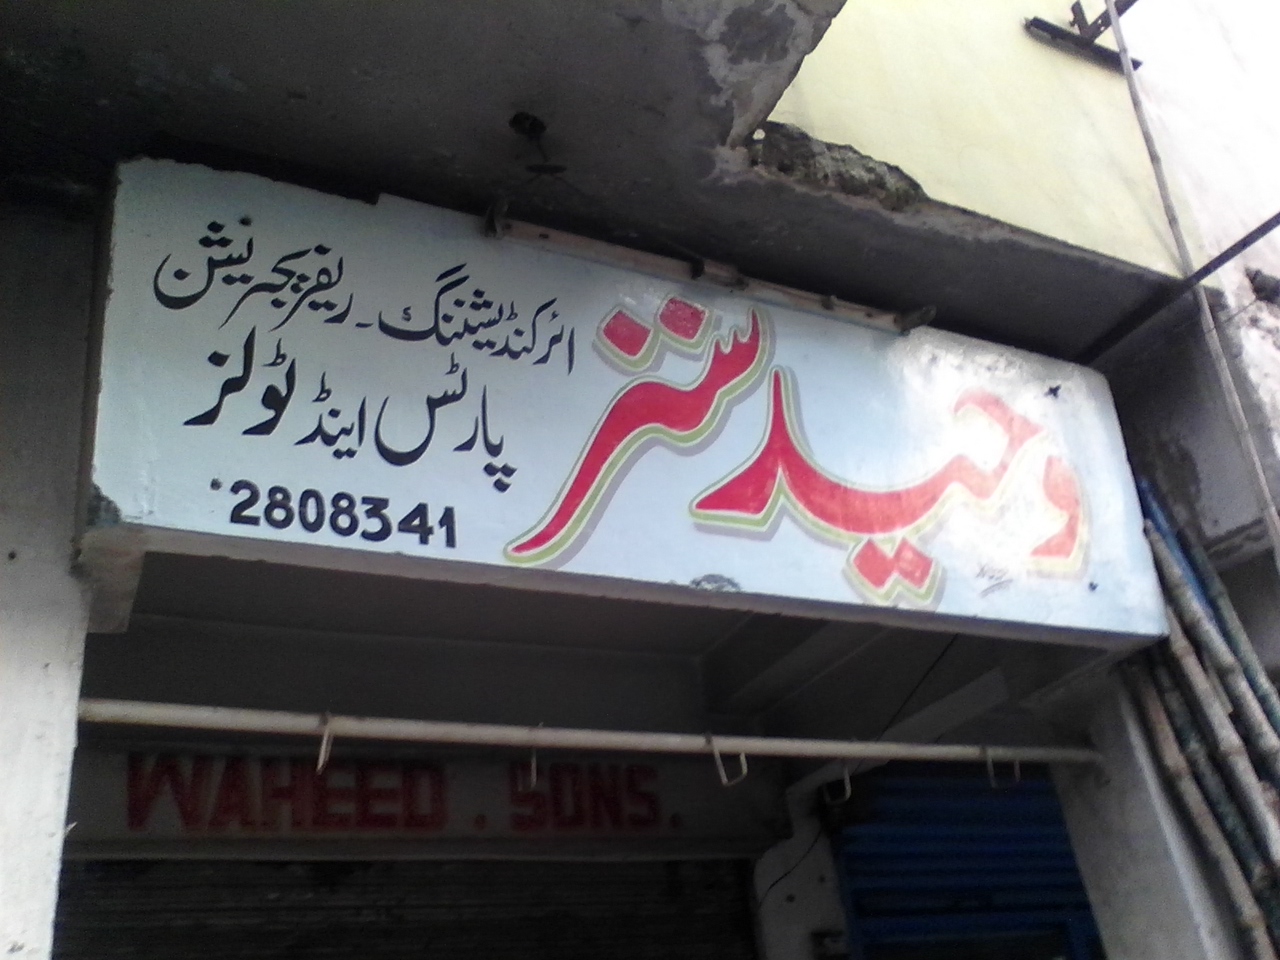 وحید سنز
ائرکنڈیشننگ ۔ ریفریجریشن
پارٹس اینڈ ٹولز
2808341
WAHEED . SONS.